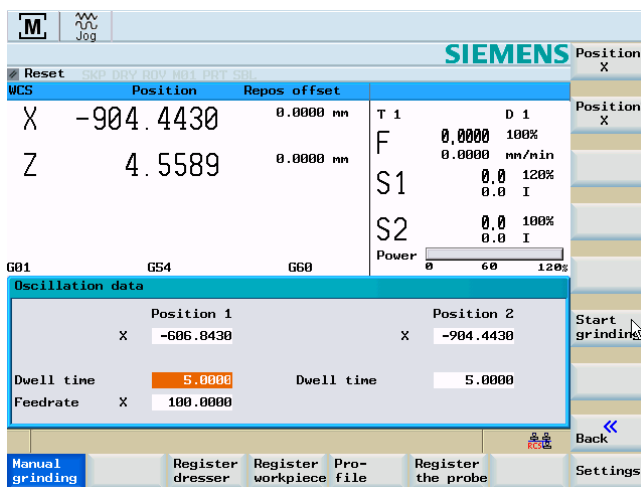 M
Jog
SIEMENS
Position
X
Reset SKP DRY ROV M01 PRT SBL
WCS Position Repos offset
X -904.4430 0.0000 mm
Z 4.5589 0.0000 mm
T 1 D 1
F 0,0000 100%
0.0000 mm/min
S1 0,0 120%
0.0 I
S2 0,0 100%
0.0 I
Power
0 60 120%
G01 G54 G60
Position
X
Oscillation data
Position 1 Position 2
X -606.8430 X -904.4430
Dwell time 5.0000 Dwell time 5.0000
Feedrate X 100.0000
Start
grinding
RCS
Back
Manual
grinding
Register
dresser
Register
workpiece
Pro-
file
Register
the probe
Settings